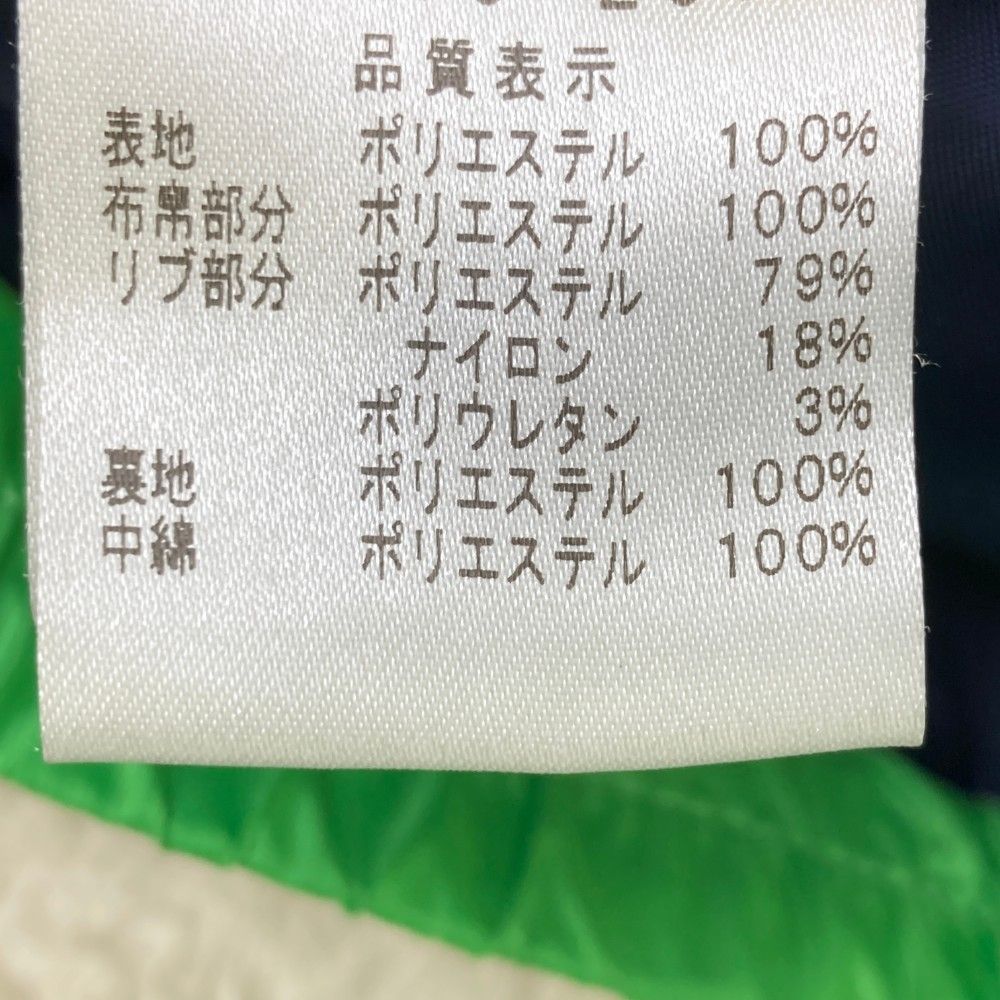 品質表示
表地 ポリエステル 100%
布帛部分 ポリエステル 100%
リブ部分 ポリエステル 79%
ナイロン 18%
ポリウレタン 3%
裏地 ポリエステル 100%
中綿 ポリエステル 100%